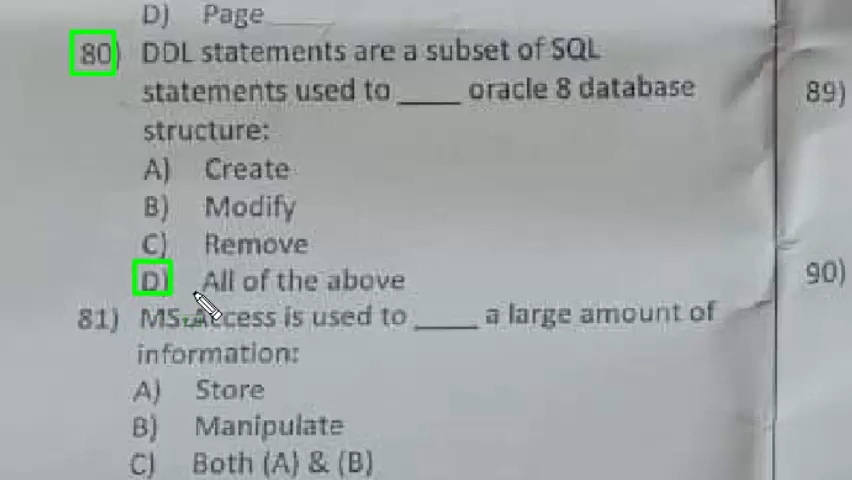 D) Page ____
80) DDL statements are a subset of SQL
statements used to ____ oracle 8 database
structure:
A) Create
B) Modify
C) Remove
D) All of the above
81) MS-Access is used to ____ a large amount of
information:
A) Store
B) Manipulate
C) Both (A) & (B)
89)
90)